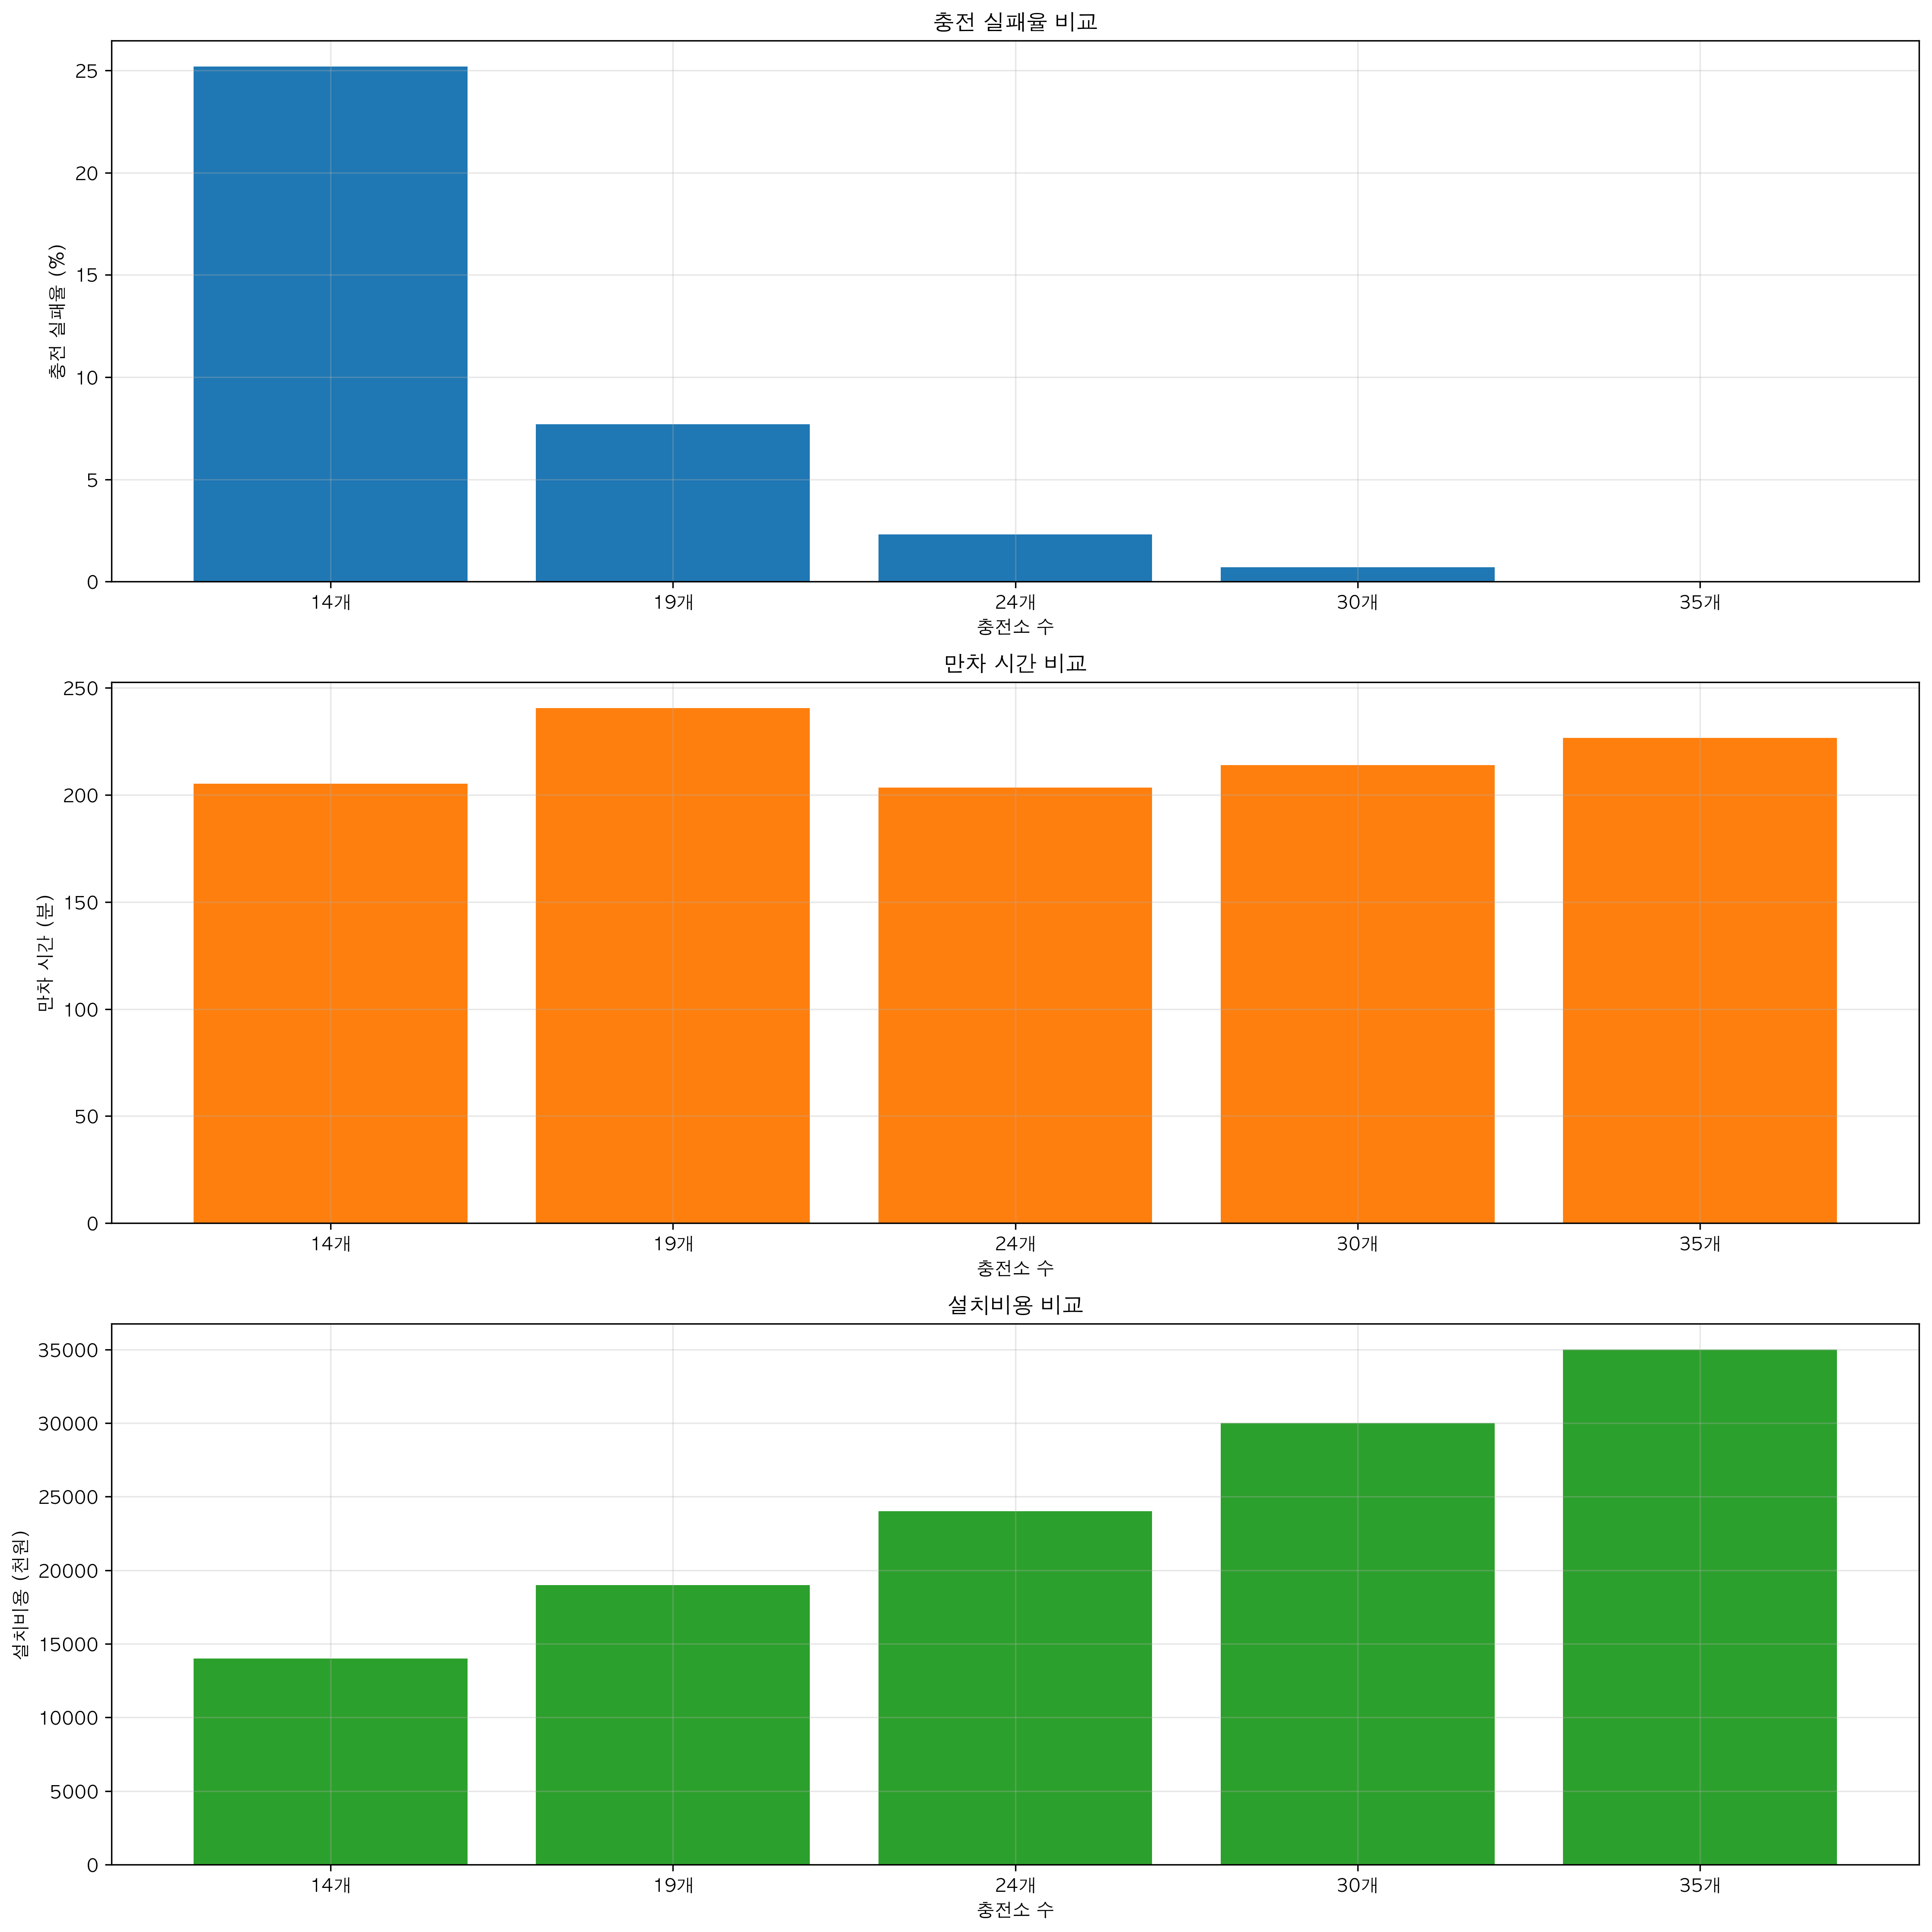 충전 실패율 비교
충전 실패율 (%)
25
20
15
10
5
0
14개 19개 24개 30개 35개
충전소 수
만차 시간 비교
만차 시간 (분)
250
200
150
100
50
0
14개 19개 24개 30개 35개
충전소 수
설치비용 비교
설치비용 (천원)
35000
30000
25000
20000
15000
10000
5000
0
14개 19개 24개 30개 35개
충전소 수